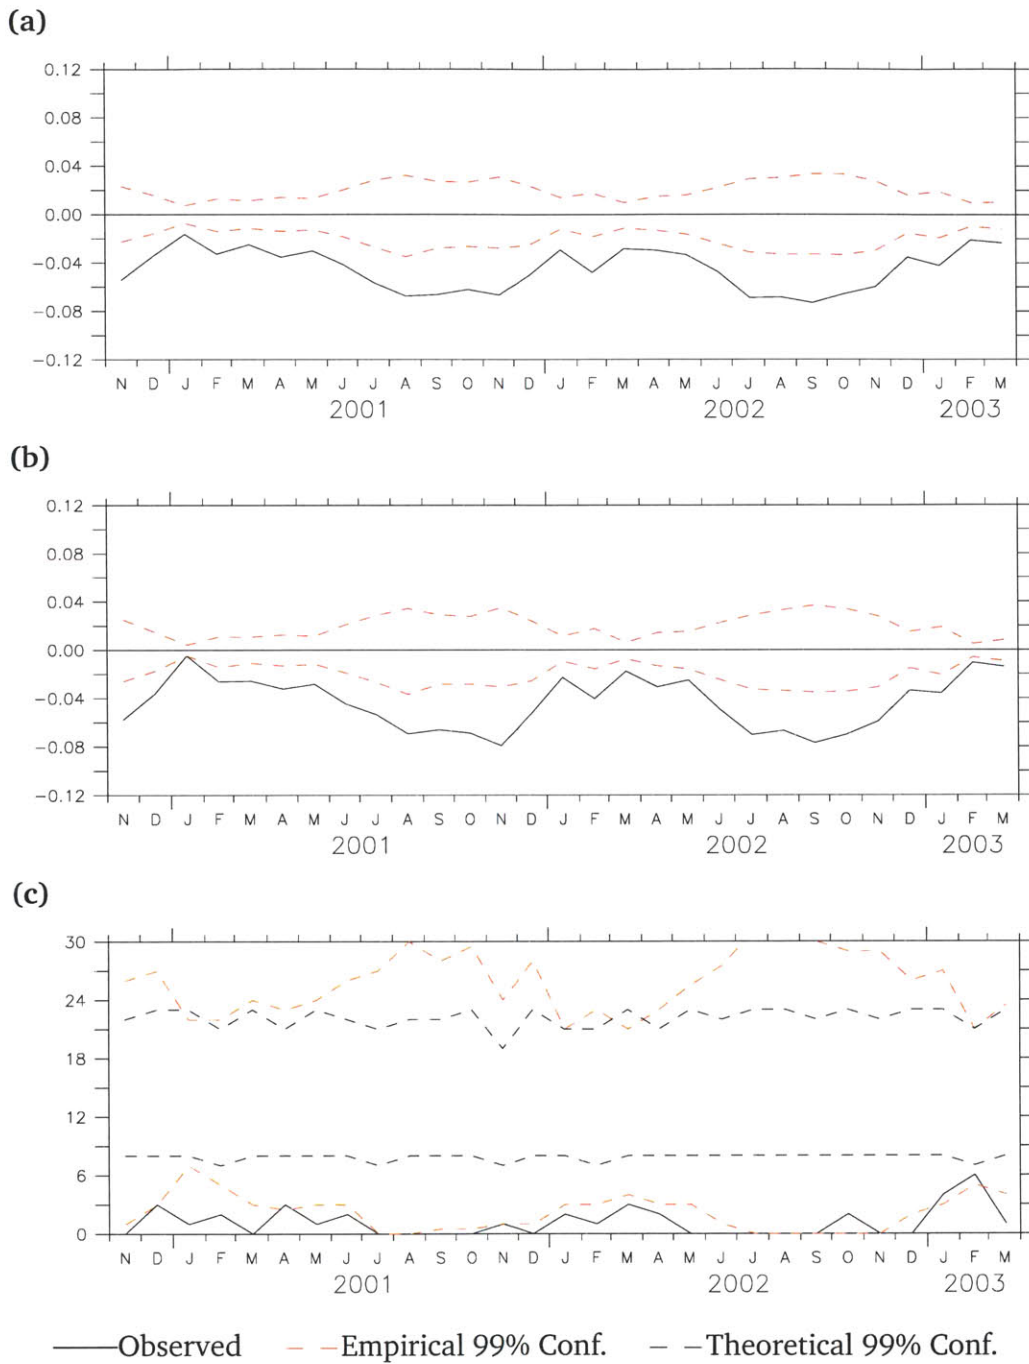 (a)
0.12
0.08
0.04
0.00
−0.04
−0.08
−0.12
N D J F M A M J J A S O N D J F M A M J J A S O N D J F M
2001 2002 2003
(b)
0.12
0.08
0.04
0.00
−0.04
−0.08
−0.12
N D J F M A M J J A S O N D J F M A M J J A S O N D J F M
2001 2002 2003
(c)
30
24
18
12
6
0
N D J F M A M J J A S O N D J F M A M J J A S O N D J F M
2001 2002 2003
Observed Empirical 99% Conf. Theoretical 99% Conf.